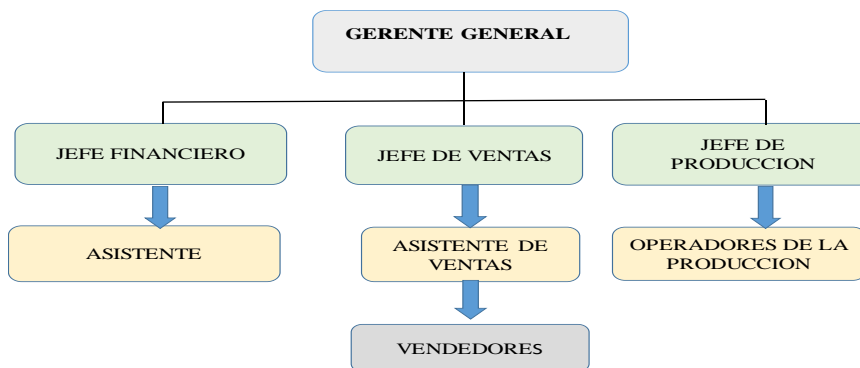 GERENTE GENERAL
JEFE FINANCIERO
JEFE DE VENTAS
JEFE DE
PRODUCCION
ASISTENTE
ASISTENTE DE
VENTAS
OPERADORES DE LA
PRODUCCION
VENDEDORES